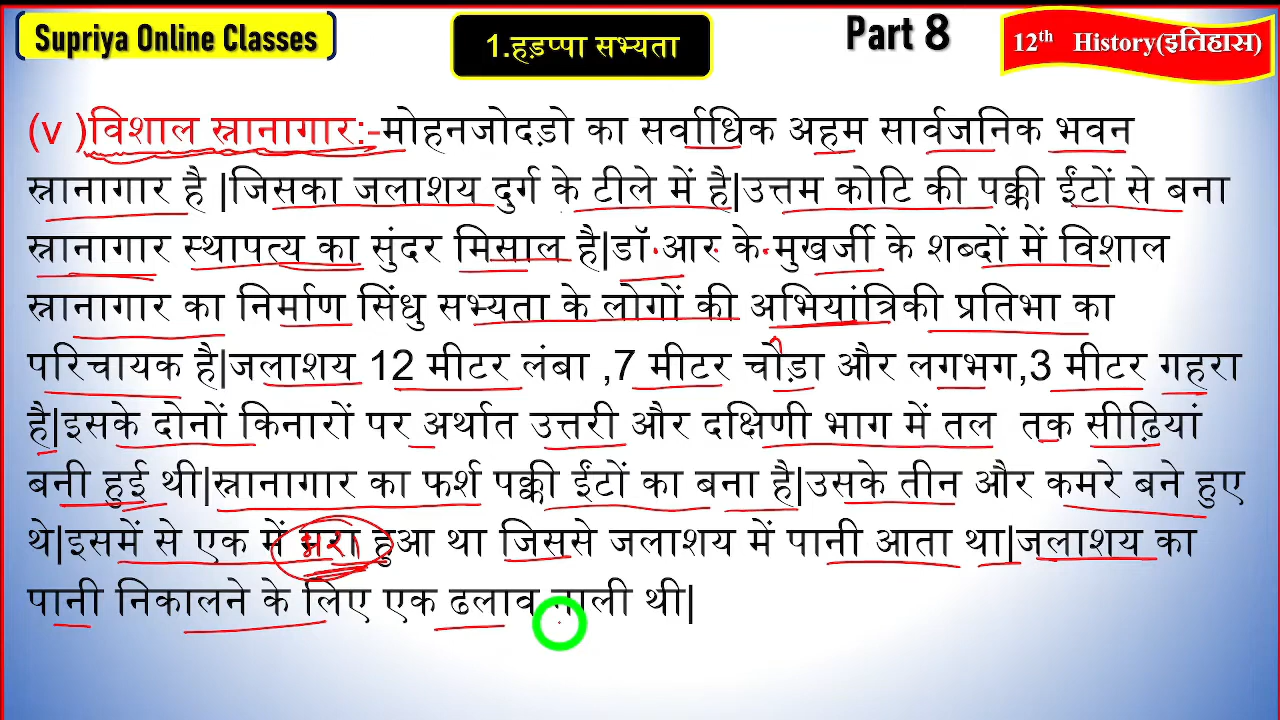 Supriya Online Classes
1.हड़प्पा सभ्यता
Part 8
12th History(इतिहास)
(v )विशाल स्नानागार:-मोहनजोदड़ो का सर्वाधिक अहम सार्वजनिक भवन
स्नानागार है |जिसका जलाशय दुर्ग के टीले में है|उत्तम कोटि की पक्की ईंटों से बना
स्नानागार स्थापत्य का सुंदर मिसाल है|डॉ॰आर के॰मुखर्जी के शब्दों में विशाल
स्नानागार का निर्माण सिंधु सभ्यता के लोगों की अभियांत्रिकी प्रतिभा का
परिचायक है|जलाशय 12 मीटर लंबा ,7 मीटर चौड़ा और लगभग,3 मीटर गहरा
है|इसके दोनों किनारों पर अर्थात उत्तरी और दक्षिणी भाग में तल तक सीढ़ियां
बनी हुई थी|स्नानागार का फर्श पक्की ईंटों का बना है|उसके तीन और कमरे बने हुए
थे|इसमें से एक में भरा हुआ था जिससे जलाशय में पानी आता था|जलाशय का
पानी निकालने के लिए एक ढलाव नाली थी|